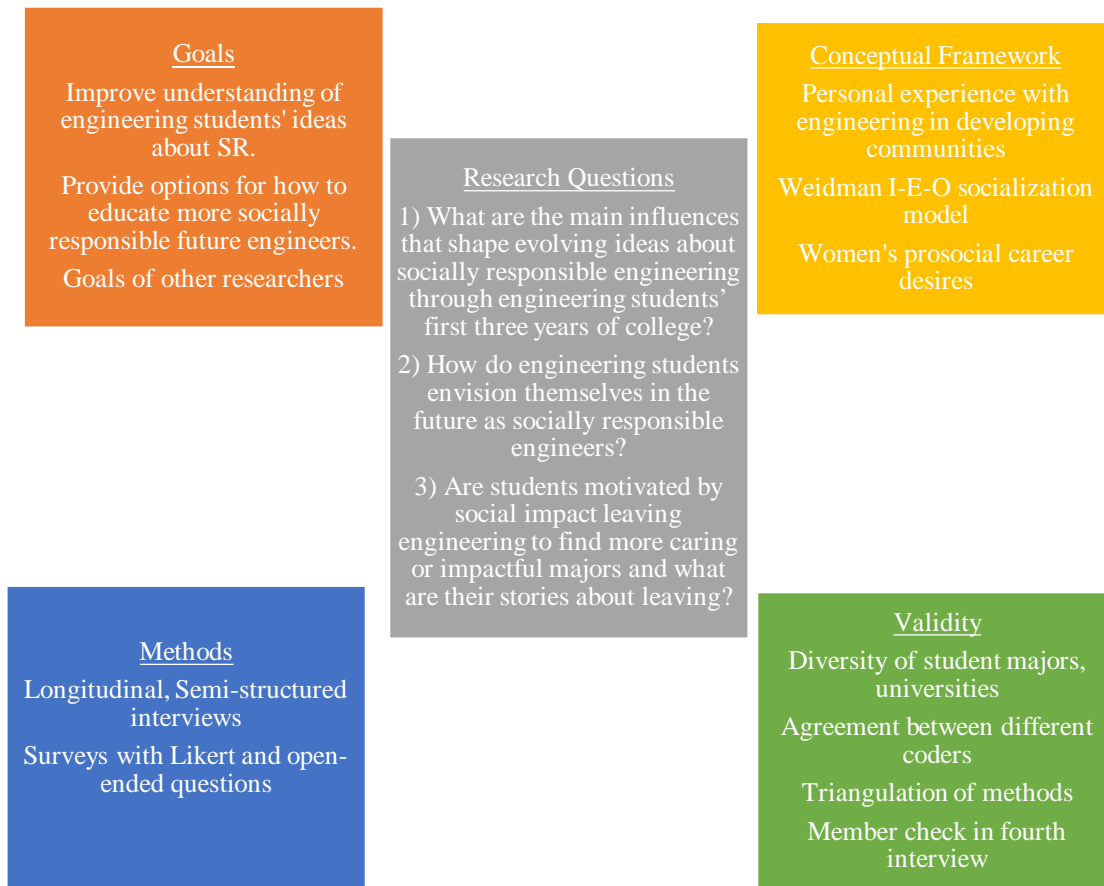 Goals
Improve understanding of
engineering students' ideas
about SR.
Provide options for how to
educate more socially
responsible future engineers.
Goals of other researchers
Conceptual Framework
Personal experience with
engineering in developing
communities
Weidman I-E-O socialization
model
Women's prosocial career
desires
Research Questions
1) What are the main influences
that shape evolving ideas about
socially responsible engineering
through engineering students’
first three years of college?
2) How do engineering students
envision themselves in the
future as socially responsible
engineers?
3) Are students motivated by
social impact leaving
engineering to find more caring
or impactful majors and what
are their stories about leaving?
Methods
Longitudinal, Semi-structured
interviews
Surveys with Likert and open-
ended questions
Validity
Diversity of student majors,
universities
Agreement between different
coders
Triangulation of methods
Member check in fourth
interview